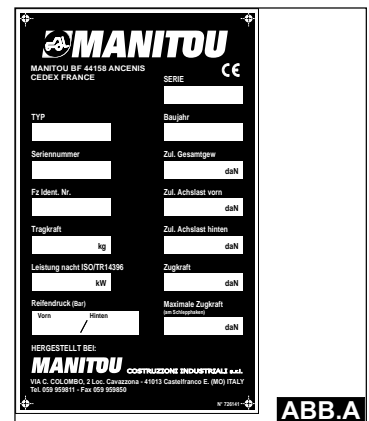 MANITOU
MANITOU BF 44158 ANCENIS
CEDEX FRANCE
CE
SERIE
TYP
Baujahr
Seriennummer
Zul. Gesamtgew
daN
Fz Ident. Nr.
Zul. Achslast vorn
daN
Tragkraft
kg
Zul. Achslast hinten
daN
Leistung nacht ISO/TR14396
kW
Zugkraft
daN
Reifendruck (Bar)
Vorn Hinten
/
Maximale Zugkraft
(am Schlepphaken)
daN
HERGESTELLT BEI:
MANITOU COSTRUZIONI INDUSTRIALI s.r.l.
VIA C. COLOMBO, 2 Loc. Cavazzona - 41013 Castelfranco E. (MO) ITALY
Tel. 059 959811 - Fax 059 959850
N° 726141
ABB.A